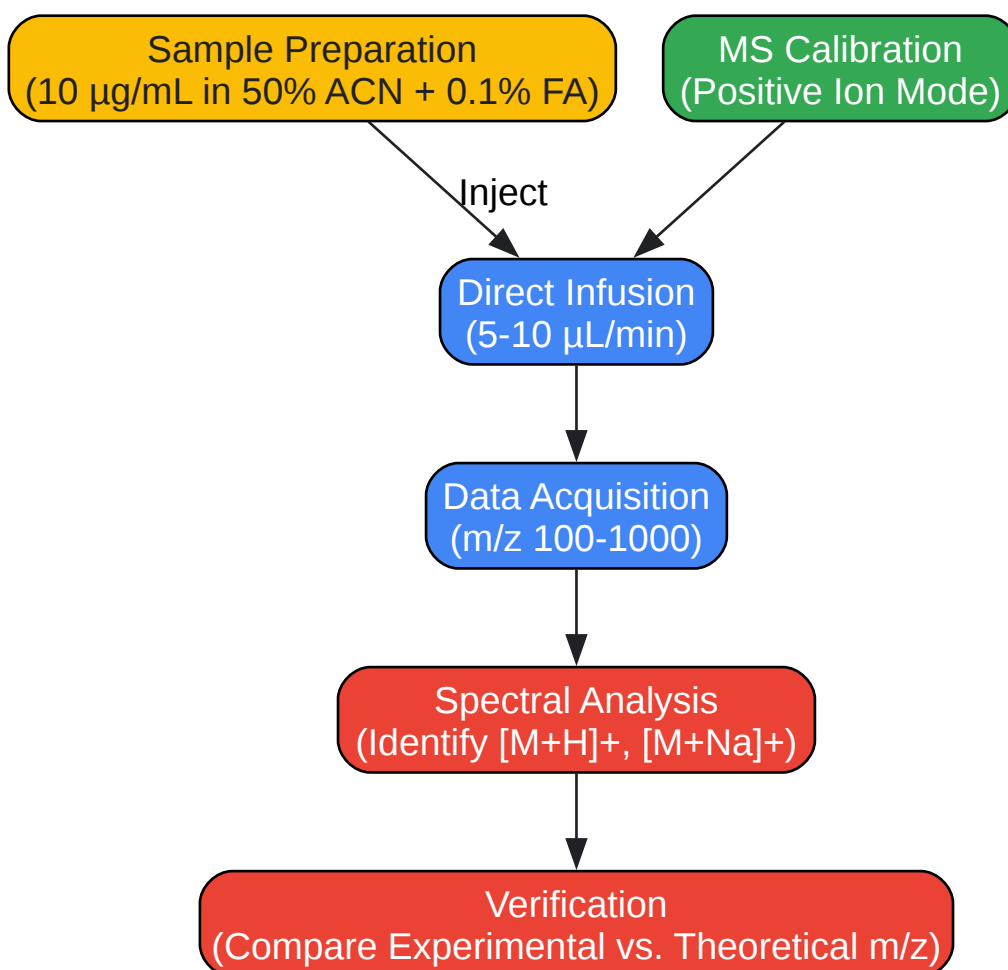 Sample Preparation
(10 µg/mL in 50% ACN + 0.1% FA)
MS Calibration
(Positive Ion Mode)
Inject
Direct Infusion
(5-10 µL/min)
Data Acquisition
(m/z 100-1000)
Spectral Analysis
(Identify [M+H]+, [M+Na]+)
Verification
(Compare Experimental vs. Theoretical m/z)